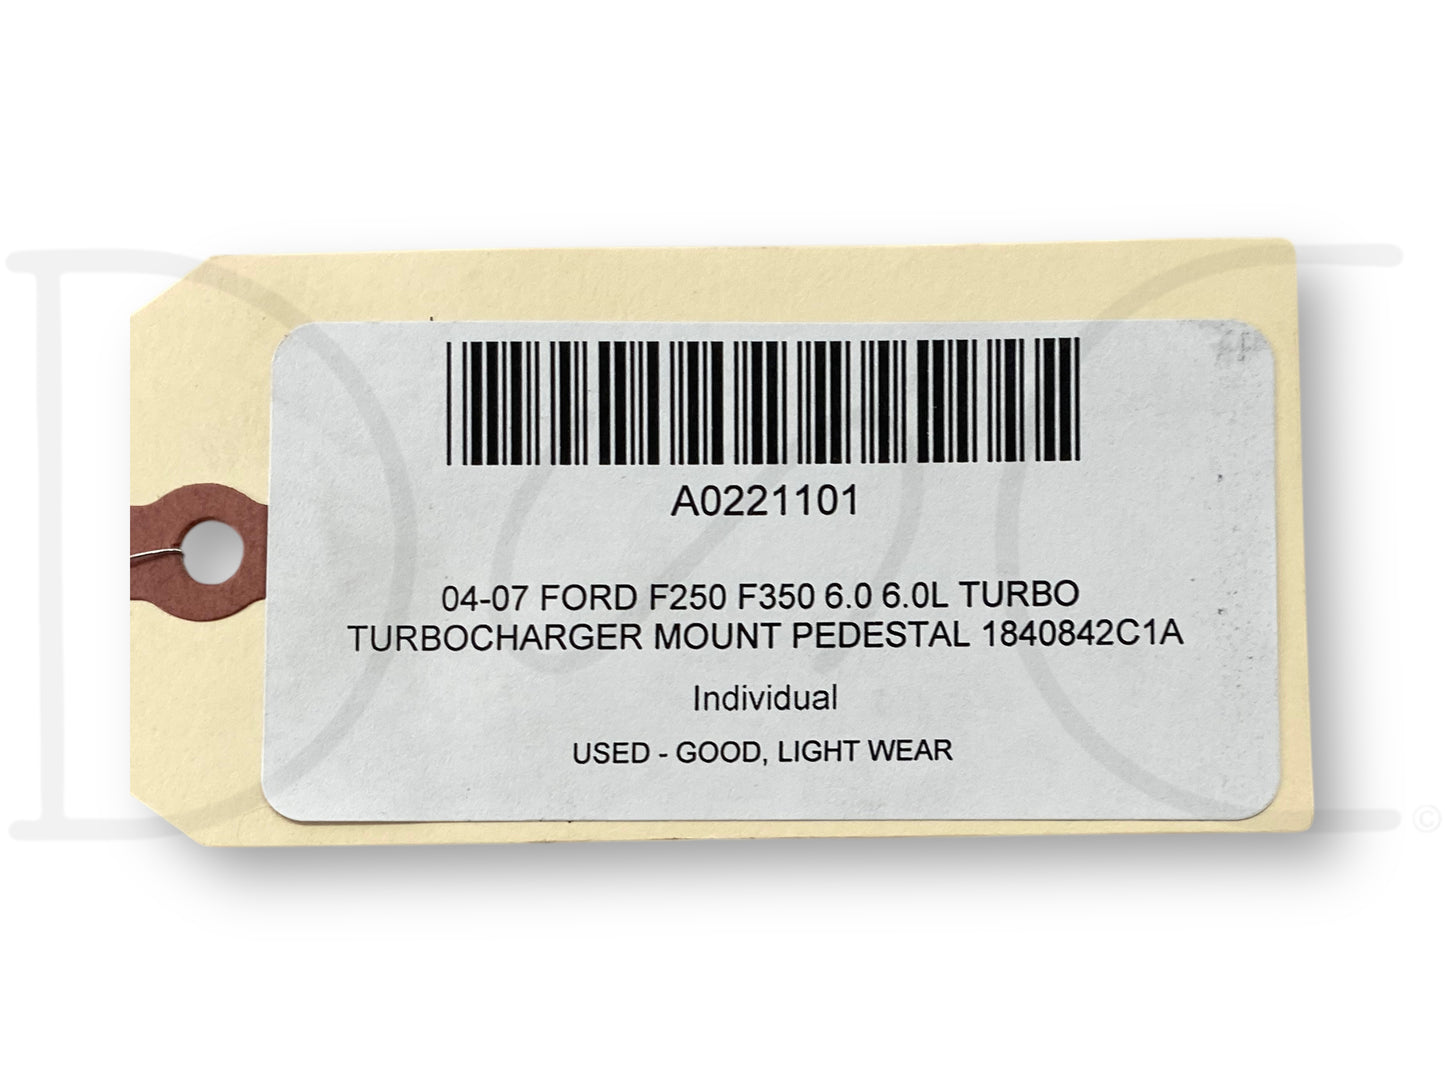 A0221101
04-07 FORD F250 F350 6.0 6.0L TURBO
TURBOCHARGER MOUNT PEDESTAL 1840842C1A
Individual
USED - GOOD, LIGHT WEAR
D2C
©